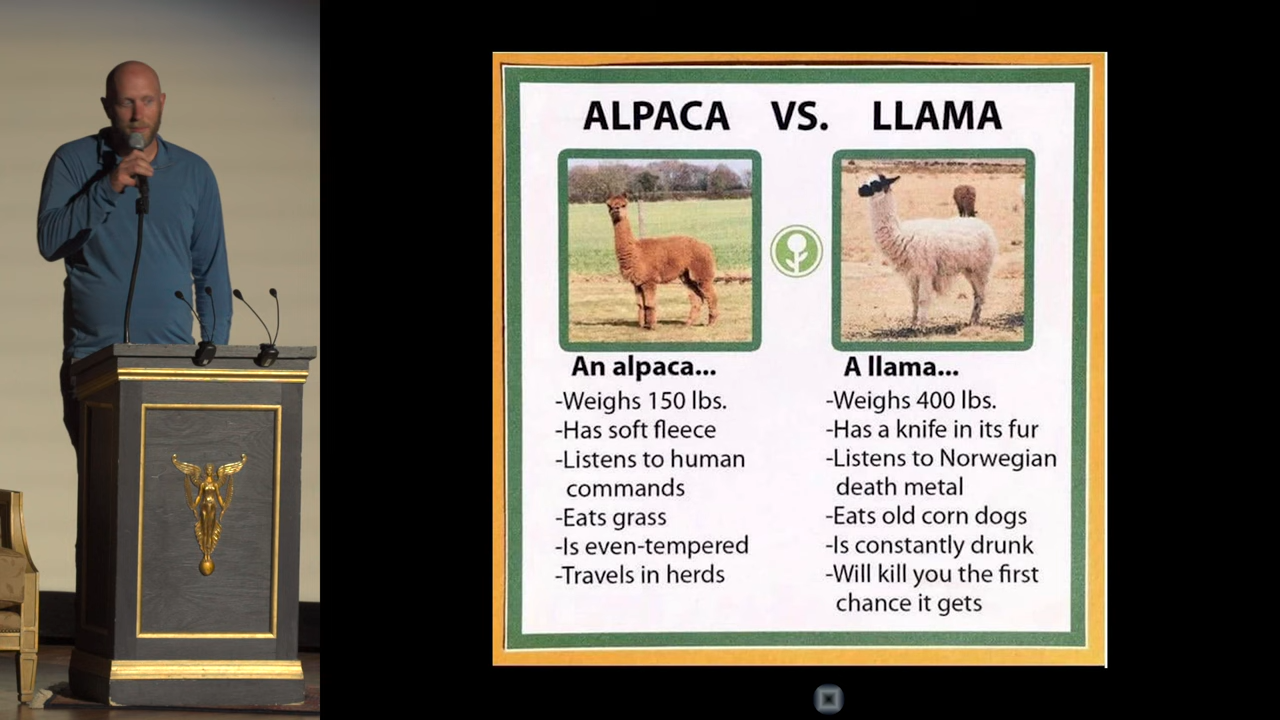 ALPACA VS. LLAMA
An alpaca...
-Weighs 150 lbs.
-Has soft fleece
-Listens to human
commands
-Eats grass
-Is even-tempered
-Travels in herds
A llama...
-Weighs 400 lbs.
-Has a knife in its fur
-Listens to Norwegian
death metal
-Eats old corn dogs
-Is constantly drunk
-Will kill you the first
chance it gets